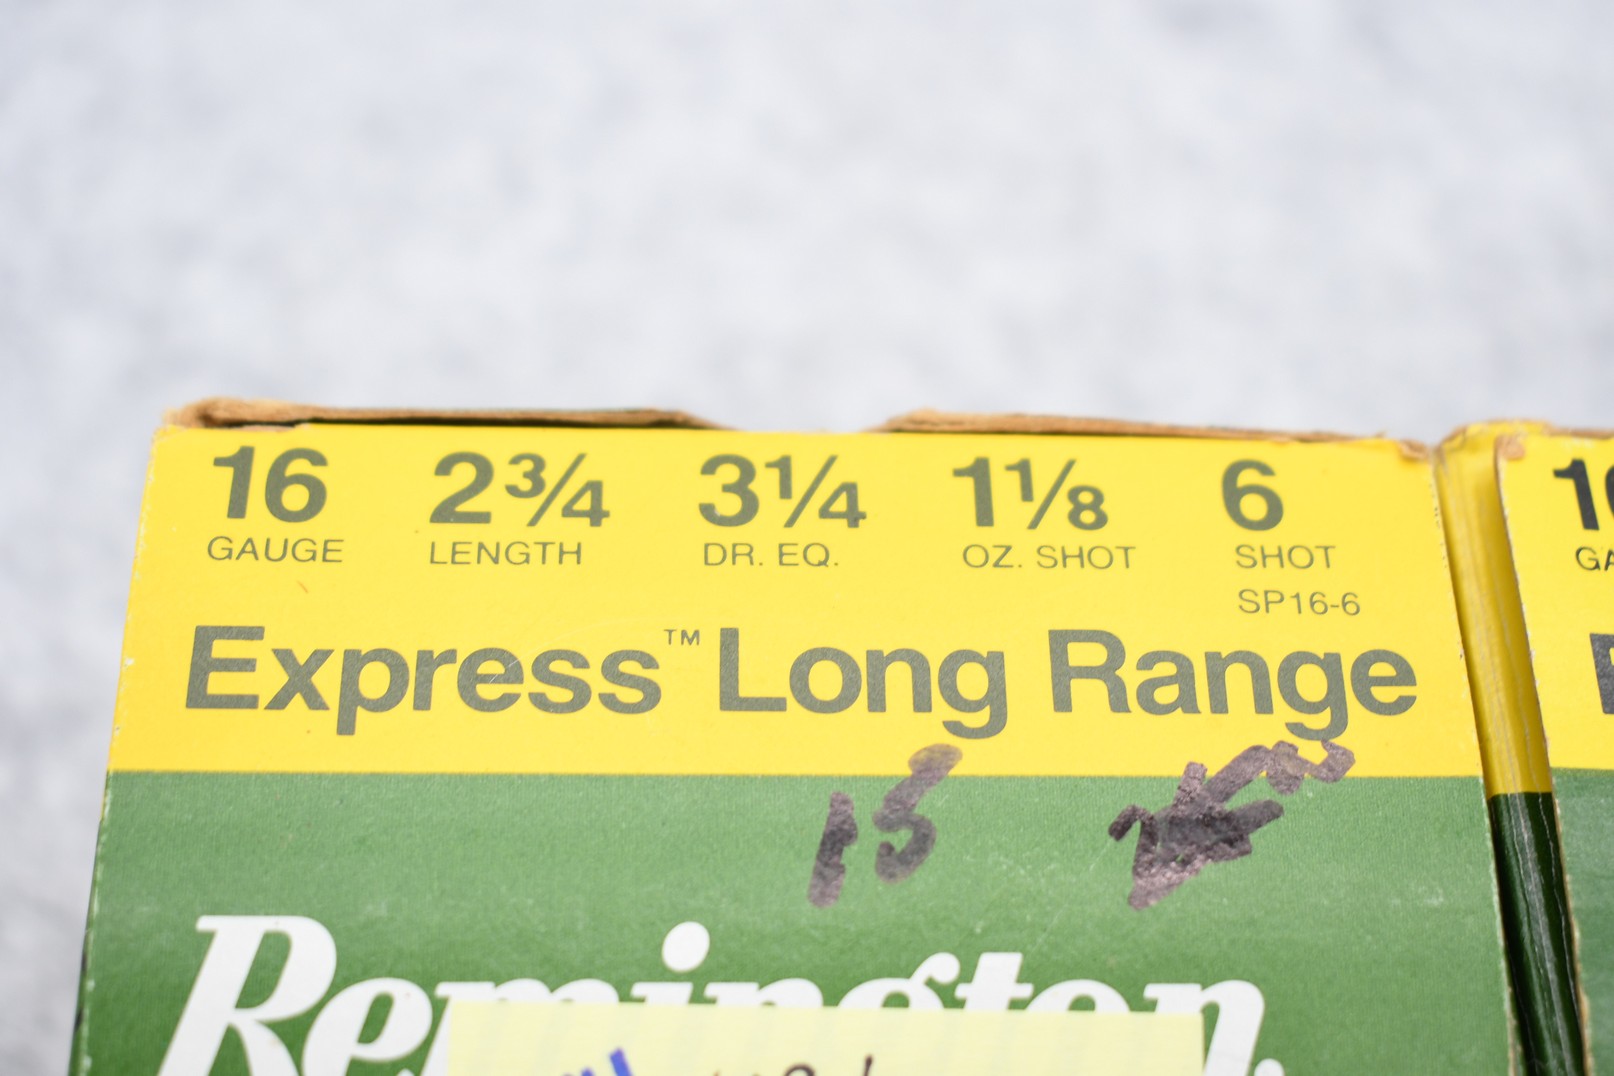 16 2¾ 3¼ 1⅛ 6
GAUGE LENGTH DR. EQ. OZ. SHOT SHOT
SP16-6
Express™ Long Range
15
Remington